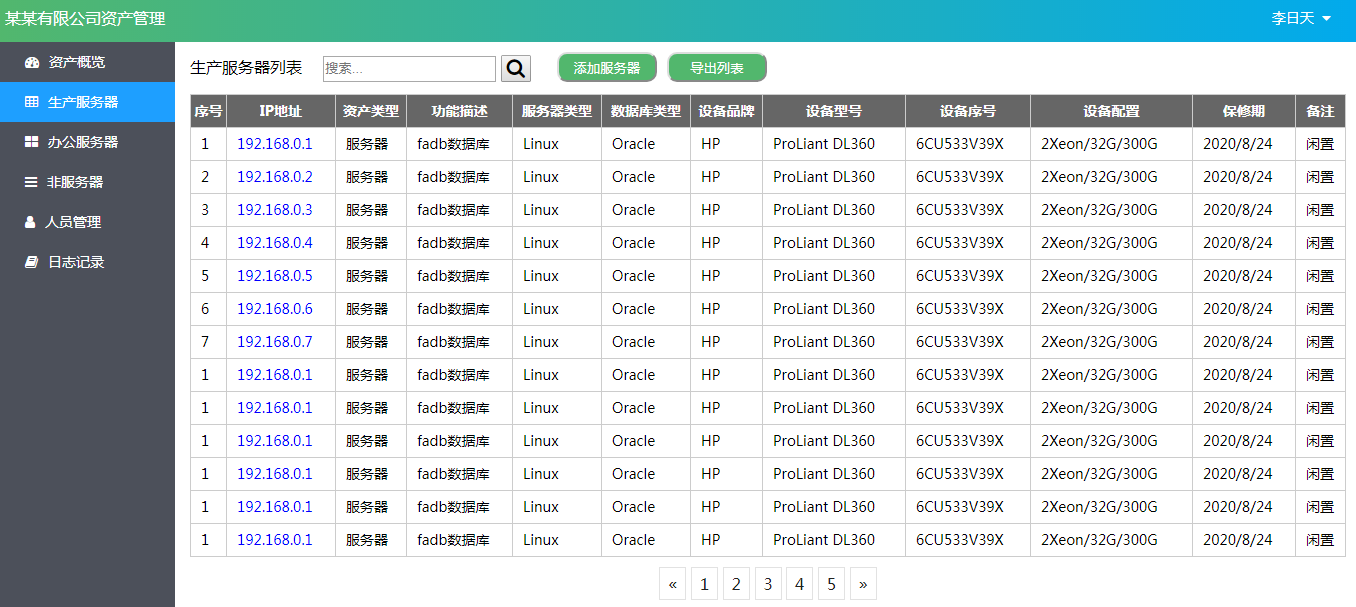 某某有限公司资产管理 李日天
资产概览
生产服务器
办公服务器
非服务器
人员管理
日志记录
生产服务器列表 搜索... 添加服务器 导出列表
序号 IP地址 资产类型 功能描述 服务器类型 数据库类型 设备品牌 设备型号 设备序号 设备配置 保修期 备注
1 192.168.0.1 服务器 fadb数据库 Linux Oracle HP ProLiant DL360 6CU533V39X 2Xeon/32G/300G 2020/8/24 闲置
2 192.168.0.2 服务器 fadb数据库 Linux Oracle HP ProLiant DL360 6CU533V39X 2Xeon/32G/300G 2020/8/24 闲置
3 192.168.0.3 服务器 fadb数据库 Linux Oracle HP ProLiant DL360 6CU533V39X 2Xeon/32G/300G 2020/8/24 闲置
4 192.168.0.4 服务器 fadb数据库 Linux Oracle HP ProLiant DL360 6CU533V39X 2Xeon/32G/300G 2020/8/24 闲置
5 192.168.0.5 服务器 fadb数据库 Linux Oracle HP ProLiant DL360 6CU533V39X 2Xeon/32G/300G 2020/8/24 闲置
6 192.168.0.6 服务器 fadb数据库 Linux Oracle HP ProLiant DL360 6CU533V39X 2Xeon/32G/300G 2020/8/24 闲置
7 192.168.0.7 服务器 fadb数据库 Linux Oracle HP ProLiant DL360 6CU533V39X 2Xeon/32G/300G 2020/8/24 闲置
1 192.168.0.1 服务器 fadb数据库 Linux Oracle HP ProLiant DL360 6CU533V39X 2Xeon/32G/300G 2020/8/24 闲置
1 192.168.0.1 服务器 fadb数据库 Linux Oracle HP ProLiant DL360 6CU533V39X 2Xeon/32G/300G 2020/8/24 闲置
1 192.168.0.1 服务器 fadb数据库 Linux Oracle HP ProLiant DL360 6CU533V39X 2Xeon/32G/300G 2020/8/24 闲置
1 192.168.0.1 服务器 fadb数据库 Linux Oracle HP ProLiant DL360 6CU533V39X 2Xeon/32G/300G 2020/8/24 闲置
1 192.168.0.1 服务器 fadb数据库 Linux Oracle HP ProLiant DL360 6CU533V39X 2Xeon/32G/300G 2020/8/24 闲置
1 192.168.0.1 服务器 fadb数据库 Linux Oracle HP ProLiant DL360 6CU533V39X 2Xeon/32G/300G 2020/8/24 闲置
« 1 2 3 4 5 »